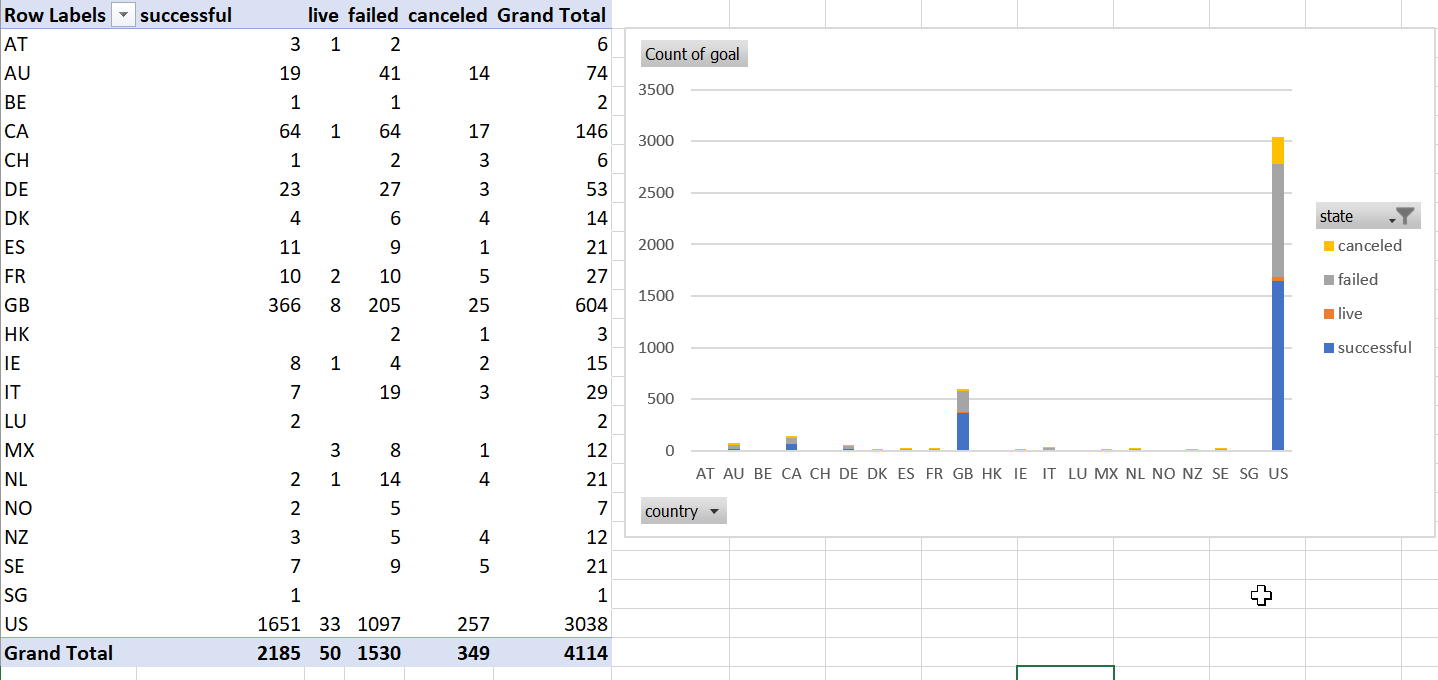 Row Labels successful live failed canceled Grand Total
AT 3 1 2 6
AU 19 41 14 74
BE 1 1 2
CA 64 1 64 17 146
CH 1 2 3 6
DE 23 27 3 53
DK 4 6 4 14
ES 11 9 1 21
FR 10 2 10 5 27
GB 366 8 205 25 604
HK 2 1 3
IE 8 1 4 2 15
IT 7 19 3 29
LU 2 2
MX 3 8 1 12
NL 2 1 14 4 21
NO 2 5 7
NZ 3 5 4 12
SE 7 9 5 21
SG 1 1
US 1651 33 1097 257 3038
Grand Total 2185 50 1530 349 4114
Count of goal
3500
3000
2500
2000
1500
1000
500
0
AT AU BE CA CH DE DK ES FR GB HK IE IT LU MX NL NO NZ SE SG US
country
state
canceled
failed
live
successful